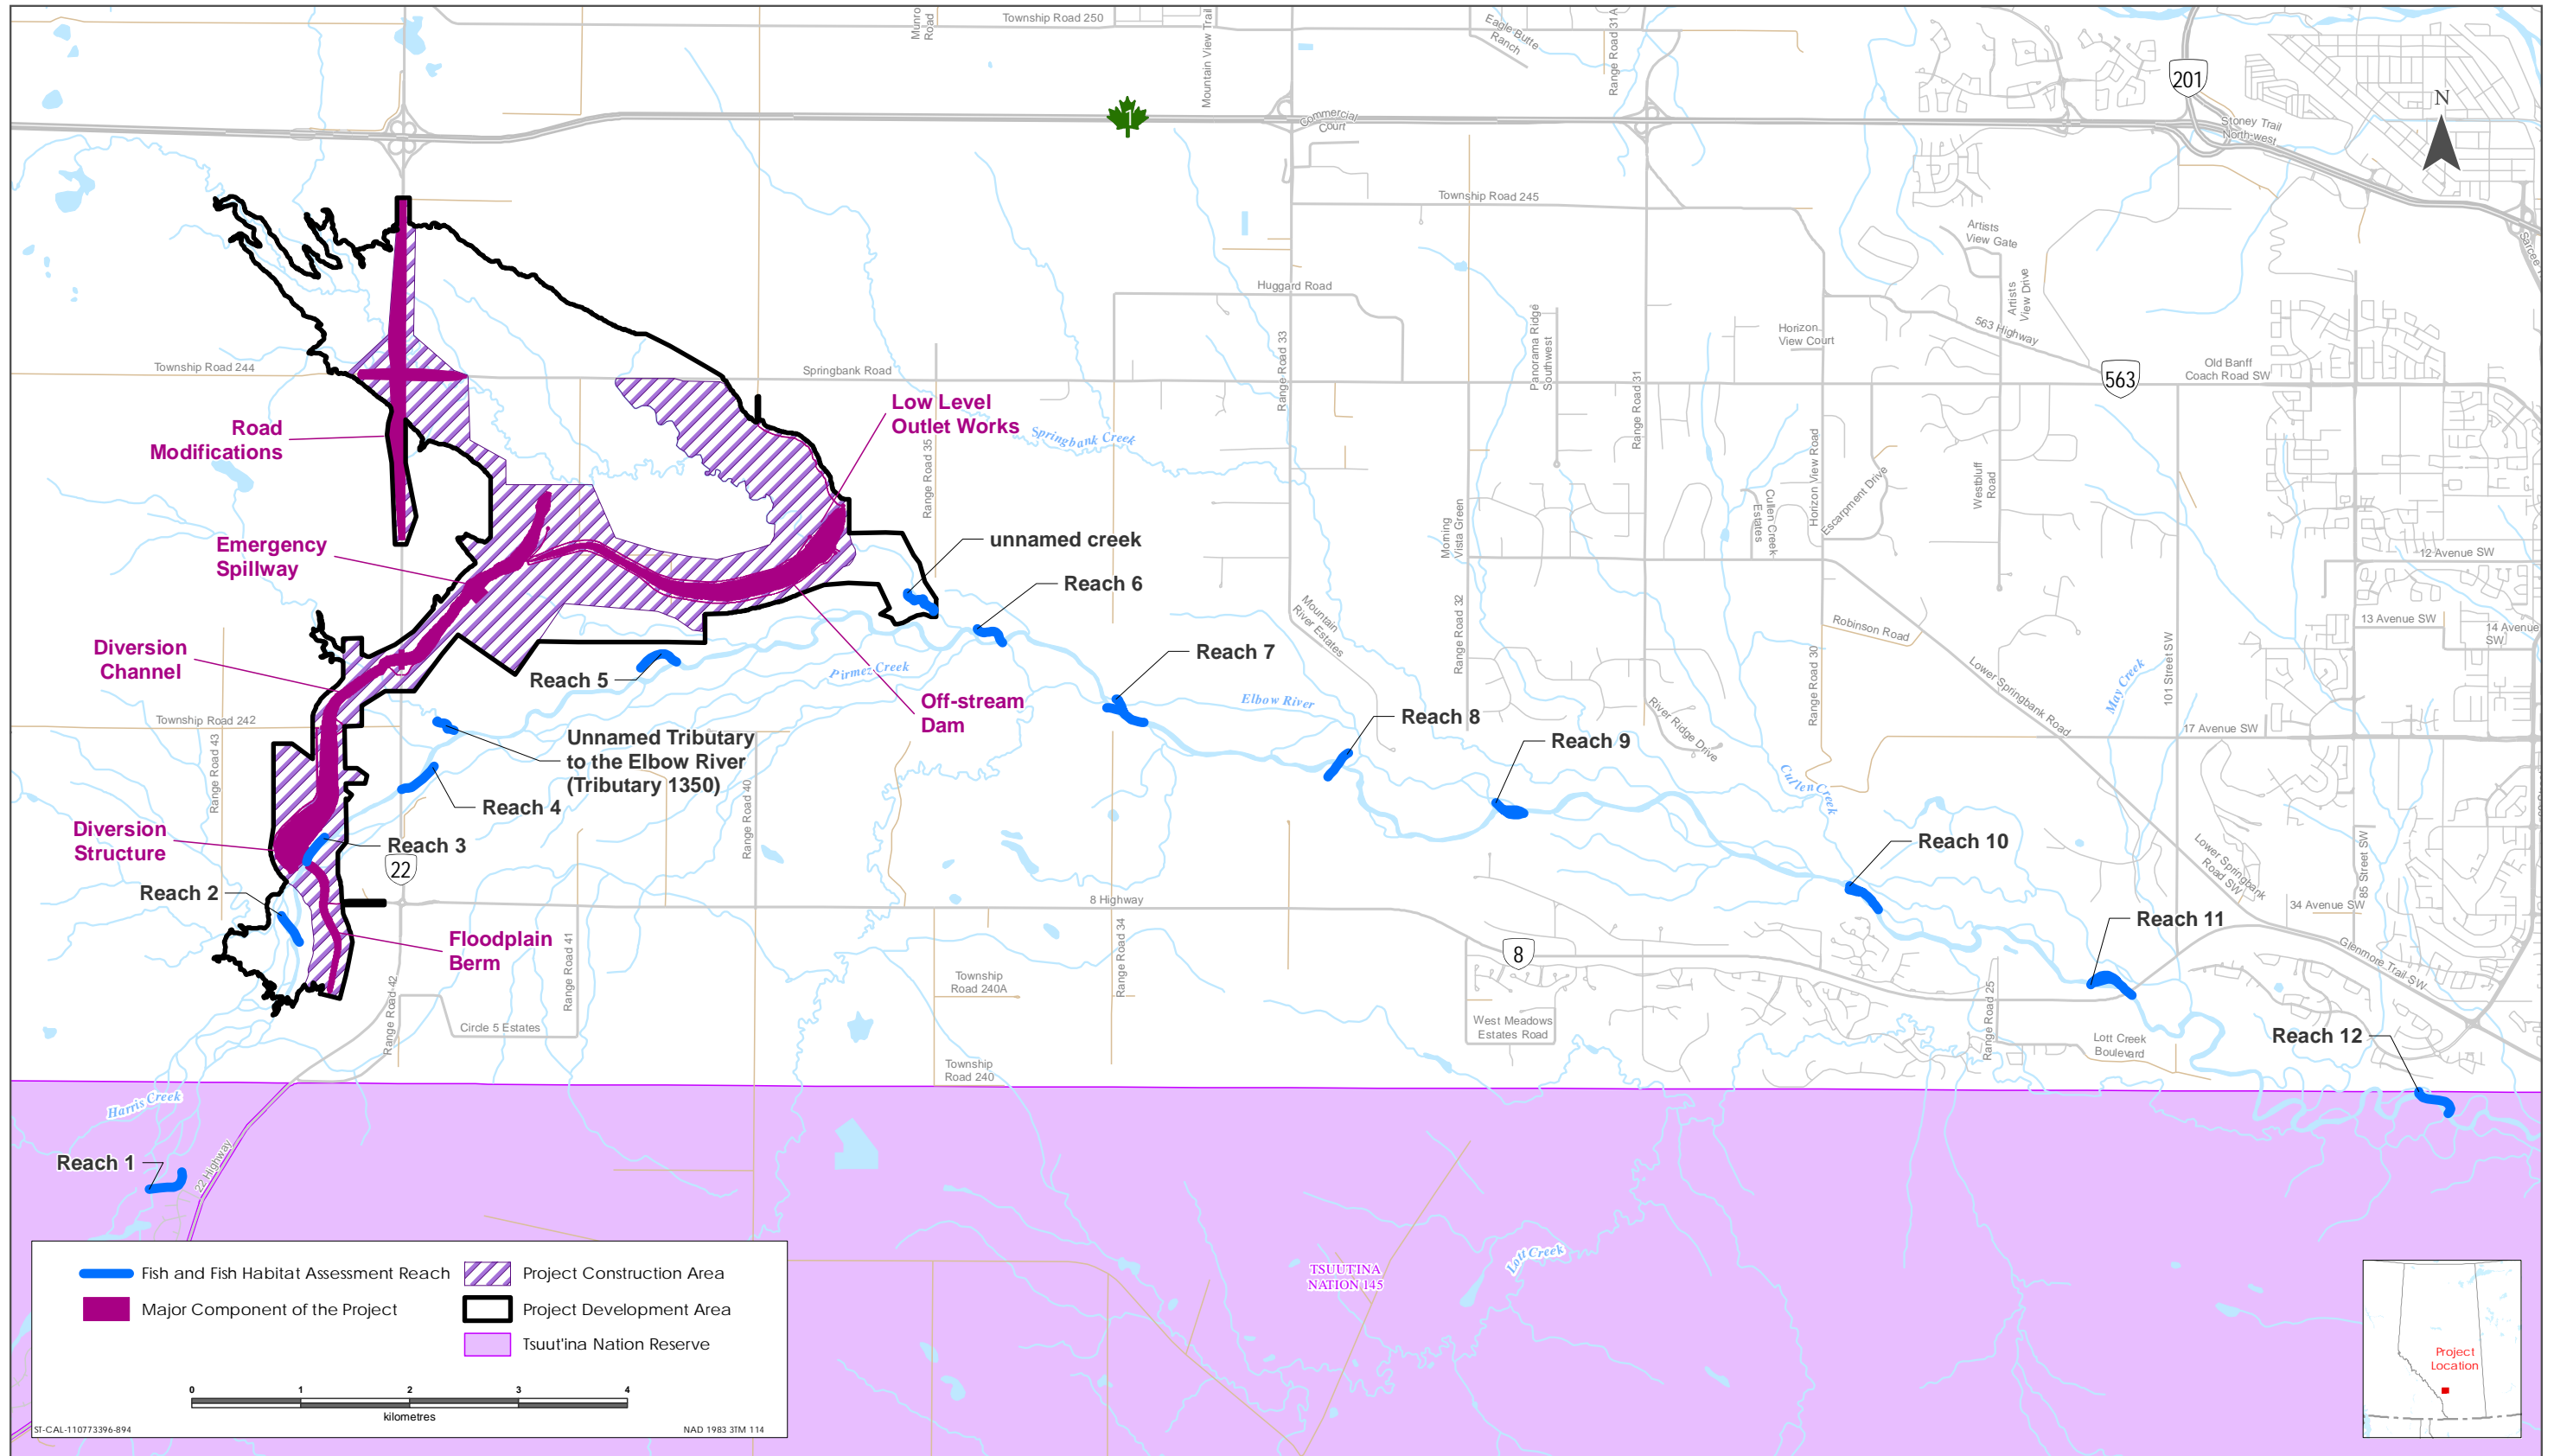 Township Road 250
Munro
Road
Mountain View Trail
Eagle Butte
Ranch
Range Road 31A
201
N
1
Commercial
Court
Stoney Trail
North-west
Township Road 245
Artists
View Gate
Artists
View Drive
Huggard Road
Range Road 33
Panorama Ridge
Southwest
Range Road 31
Horizon
View Court
563 Highway
563
Old Banff
Coach Road SW
Township Road 244
Springbank Road
Low Level
Outlet Works
Road
Modifications
Springbank Creek
Range Road 35
Horizon View Road
Escarpment Drive
Westbluff
Road
Cullen Creek
Estates
Morning
Vista Green
Emergency
Spillway
unnamed creek
Reach 6
12 Avenue SW
Mountain
River Estates
Range Road 32
Robinson Road
13 Avenue SW
14 Avenue
SW
Diversion
Channel
Reach 5
Pirmez Creek
Reach 7
Lower Springbank Road
Range Road 30
May Creek
101 Street SW
Off-stream
Dam
Elbow River
Reach 8
River Ridge Drive
Township Road 242
Range Road 43
Unnamed Tributary
to the Elbow River
(Tributary 1350)
Reach 9
17 Avenue SW
Cullen Creek
Reach 4
Range Road 40
Diversion
Structure
Reach 3
22
Reach 10
Lower Springbank
Road SW
85 Street SW
Reach 2
8 Highway
34 Avenue SW
Reach 11
Floodplain
Berm
Range Road 41
Range Road 34
8
Glenmore Trail SW
Township
Road 240A
Range Road 42
Circle 5 Estates
West Meadows
Estates Road
Range Road 25
Lott Creek
Boulevard
Reach 12
Township
Road 240
Harris Creek
Reach 1
22 Highway
Lott Creek
TSUUT'INA
NATION 145
Fish and Fish Habitat Assessment Reach
Project Construction Area
Major Component of the Project
Project Development Area
Tsuut'ina Nation Reserve
0 1 2 3 4
kilometres
ST-CAL-110773396-894
NAD 1983 3TM 114
Project
Location